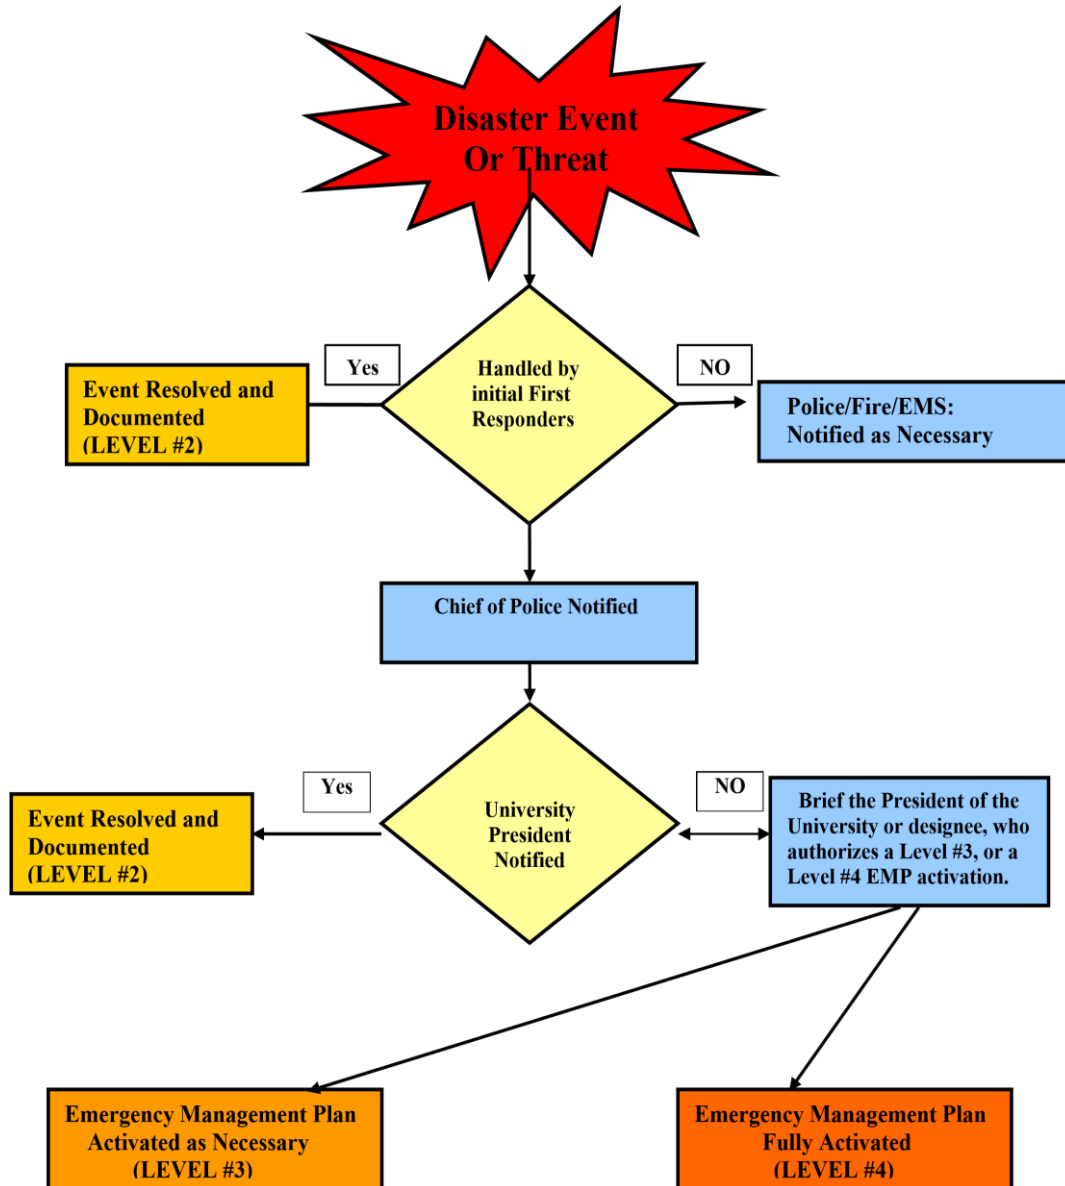 Disaster Event
Or Threat
Yes
NO
Handled by
initial First
Responders
Event Resolved and
Documented
(LEVEL #2)
Police/Fire/EMS:
Notified as Necessary
Chief of Police Notified
Yes
NO
University
President
Notified
Event Resolved and
Documented
(LEVEL #2)
Brief the President of the
University or designee, who
authorizes a Level #3, or a
Level #4 EMP activation.
Emergency Management Plan
Activated as Necessary
(LEVEL #3)
Emergency Management Plan
Fully Activated
(LEVEL #4)